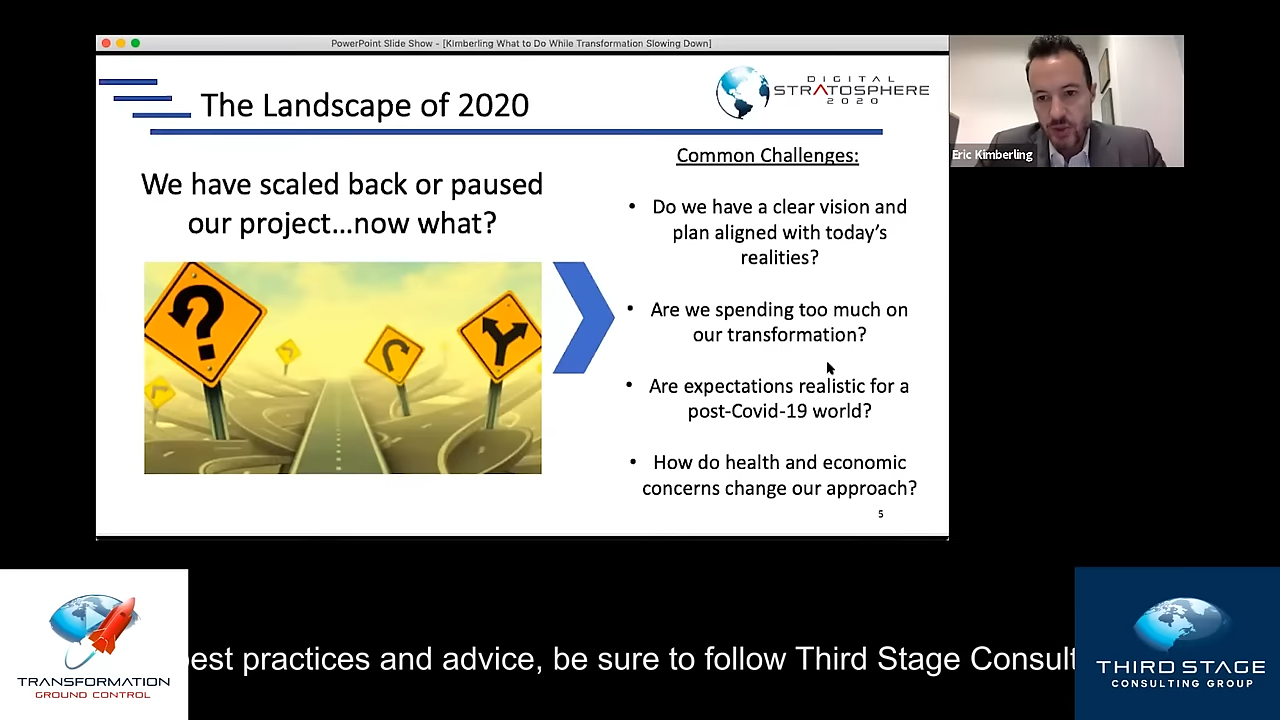 PowerPoint Slide Show - [KImberling What to Do While Transformation Slowing Down]
The Landscape of 2020
DIGITAL
STRATOSPHERE
2020
We have scaled back or paused
our project...now what?
Common Challenges:
• Do we have a clear vision and
plan aligned with today's
realities?
• Are we spending too much on
our transformation?
• Are expectations realistic for a
post-Covid-19 world?
• How do health and economic
concerns change our approach?
5
Eric Kimberling
TRANSFORMATION
GROUND CONTROL
best practices and advice, be sure to follow Third Stage Consult
THIRD STAGE
CONSULTING GROUP